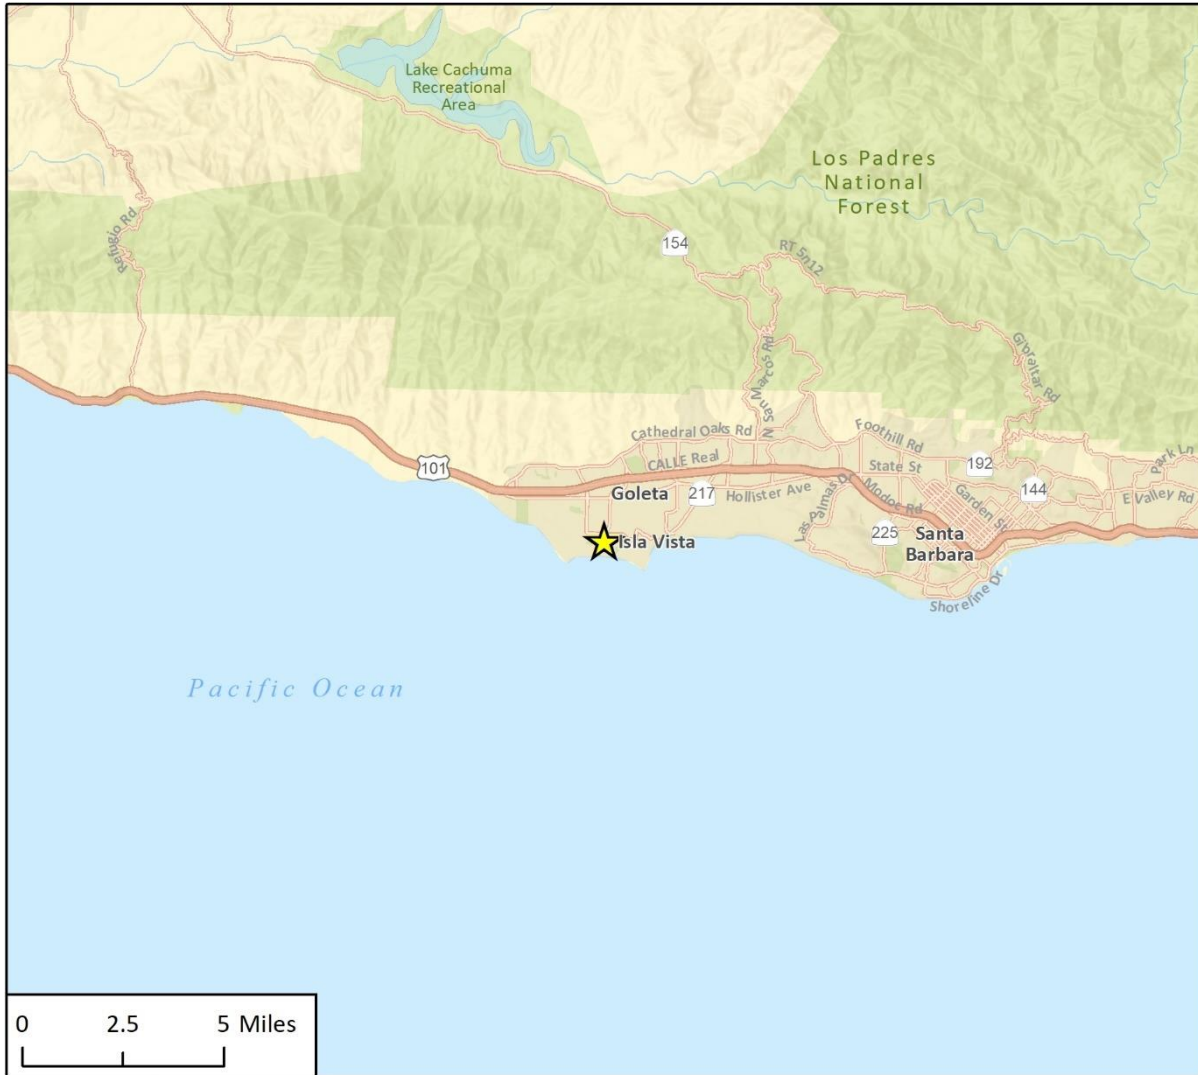 Lake Cachuma
Recreational
Area
Los Padres
National
Forest
Refugio Rd
154
RT 5n12
Gibraltar Rd
N San Marcos Rd
Cathedral Oaks Rd
Foothill Rd
CALLE Real
State St
192
Park Ln
101
Goleta
217
Hollister Ave
Las Palmas Dr
Modoc Rd
Garden St
144
E Valley Rd
Isla Vista
225
Santa
Barbara
Shoreline Dr
Pacific Ocean
0 2.5 5 Miles